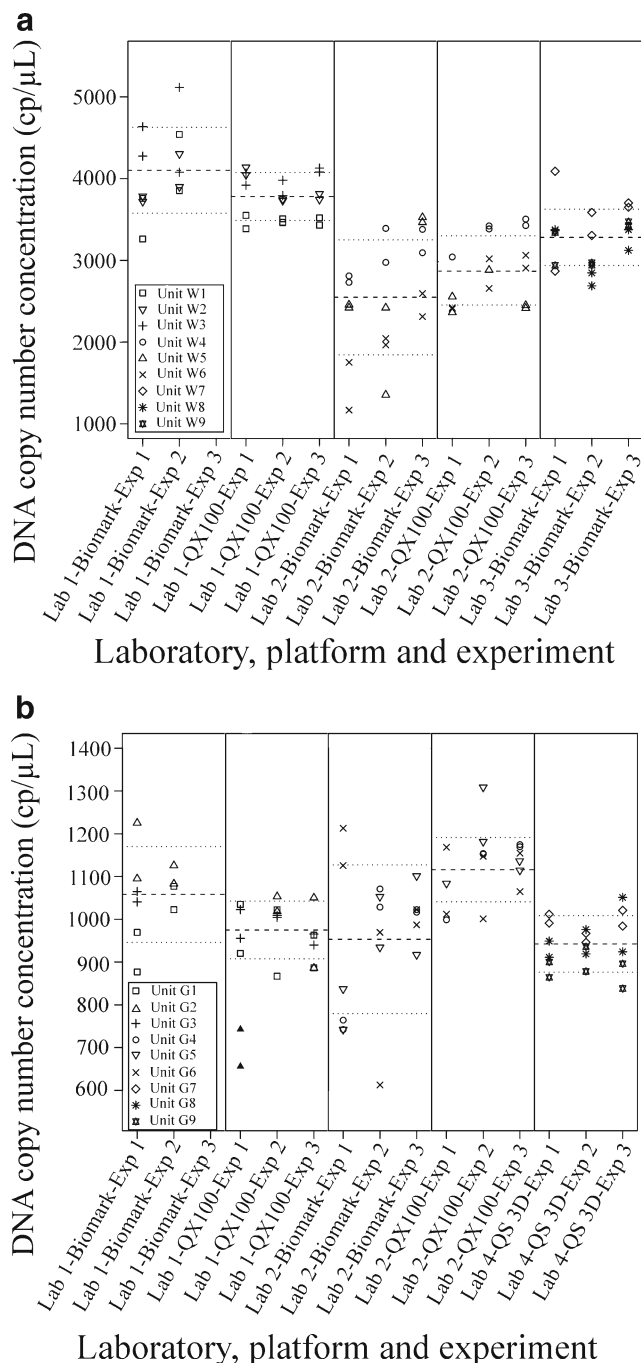 a
DNA copy number concentration (cp/μL)
5000
4000
3000
2000
1000
Unit W1
Unit W2
Unit W3
Unit W4
Unit W5
Unit W6
Unit W7
Unit W8
Unit W9
Lab 1-Biomark-Exp 1
Lab 1-Biomark-Exp 2
Lab 1-Biomark-Exp 3
Lab 1-QX100-Exp 1
Lab 1-QX100-Exp 2
Lab 1-QX100-Exp 3
Lab 2-Biomark-Exp 1
Lab 2-Biomark-Exp 2
Lab 2-Biomark-Exp 3
Lab 2-QX100-Exp 1
Lab 2-QX100-Exp 2
Lab 2-QX100-Exp 3
Lab 3-Biomark-Exp 1
Lab 3-Biomark-Exp 2
Lab 3-Biomark-Exp 3
Laboratory, platform and experiment
b
DNA copy number concentration (cp/μL)
1400
1300
1200
1100
1000
900
800
700
600
Unit G1
Unit G2
Unit G3
Unit G4
Unit G5
Unit G6
Unit G7
Unit G8
Unit G9
Lab 1-Biomark-Exp 1
Lab 1-Biomark-Exp 2
Lab 1-Biomark-Exp 3
Lab 1-QX100-Exp 1
Lab 1-QX100-Exp 2
Lab 1-QX100-Exp 3
Lab 2-Biomark-Exp 1
Lab 2-Biomark-Exp 2
Lab 2-Biomark-Exp 3
Lab 2-QX100-Exp 1
Lab 2-QX100-Exp 2
Lab 2-QX100-Exp 3
Lab 4-QS 3D-Exp 1
Lab 4-QS 3D-Exp 2
Lab 4-QS 3D-Exp 3
Laboratory, platform and experiment